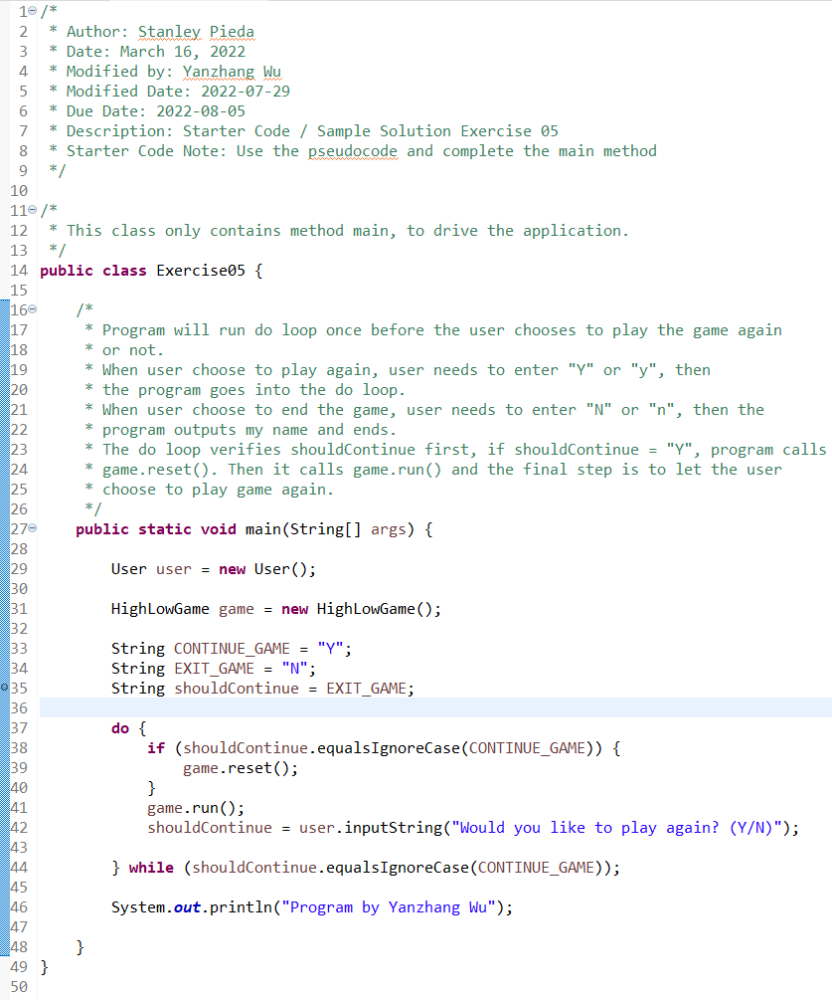 1 /*
2  * Author: Stanley Pieda
3  * Date: March 16, 2022
4  * Modified by: Yanzhang Wu
5  * Modified Date: 2022-07-29
6  * Due Date: 2022-08-05
7  * Description: Starter Code / Sample Solution Exercise 05
8  * Starter Code Note: Use the pseudocode and complete the main method
9  */
10
11 /*
12  * This class only contains method main, to drive the application.
13  */
14 public class Exercise05 {
15
16     /*
17      * Program will run do loop once before the user chooses to play the game again
18      * or not.
19      * When user choose to play again, user needs to enter "Y" or "y", then
20      * the program goes into the do loop.
21      * When user choose to end the game, user needs to enter "N" or "n", then the
22      * program outputs my name and ends.
23      * The do loop verifies shouldContinue first, if shouldContinue = "Y", program calls
24      * game.reset(). Then it calls game.run() and the final step is to let the user
25      * choose to play game again.
26      */
27     public static void main(String[] args) {
28
29         User user = new User();
30
31         HighLowGame game = new HighLowGame();
32
33         String CONTINUE_GAME = "Y";
34         String EXIT_GAME = "N";
35         String shouldContinue = EXIT_GAME;
36
37         do {
38             if (shouldContinue.equalsIgnoreCase(CONTINUE_GAME)) {
39                 game.reset();
40             }
41             game.run();
42             shouldContinue = user.inputString("Would you like to play again? (Y/N)");
43
44         } while (shouldContinue.equalsIgnoreCase(CONTINUE_GAME));
45
46         System.out.println("Program by Yanzhang Wu");
47
48     }
49 }
50